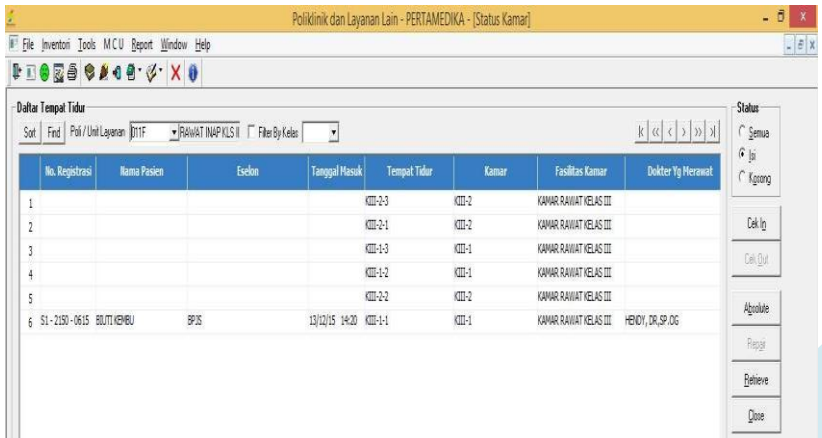 Poliklinik dan Layanan Lain - PERTAMEDIKA - [Status Kamar]
File Inventori Tools MCU Report Window Help
Daftar Tempat Tidur
Status
Sort Find Poli / Unit Layanan 011F RAWAT INAP KLS II Filter By Kelas
Semua
Isi
Kosong
No. Registrasi Nama Pasien Eselon Tanggal Masuk Tempat Tidur Kamar Fasilitas Kamar Dokter Yg Merawat
1 KIII-2-3 KIII-2 KAMAR RAWAT KELAS III
2 KIII-2-1 KIII-2 KAMAR RAWAT KELAS III
3 KIII-1-3 KIII-1 KAMAR RAWAT KELAS III
4 KIII-1-2 KIII-1 KAMAR RAWAT KELAS III
5 KIII-2-2 KIII-2 KAMAR RAWAT KELAS III
6 S1 - 2150 - 0615 BPJS 13/12/15 14:20 KIII-1-1 KIII-1 KAMAR RAWAT KELAS III HENDY, DR,SP.OG
Cek In
Cek Out
Absolute
Repair
Retrieve
Close